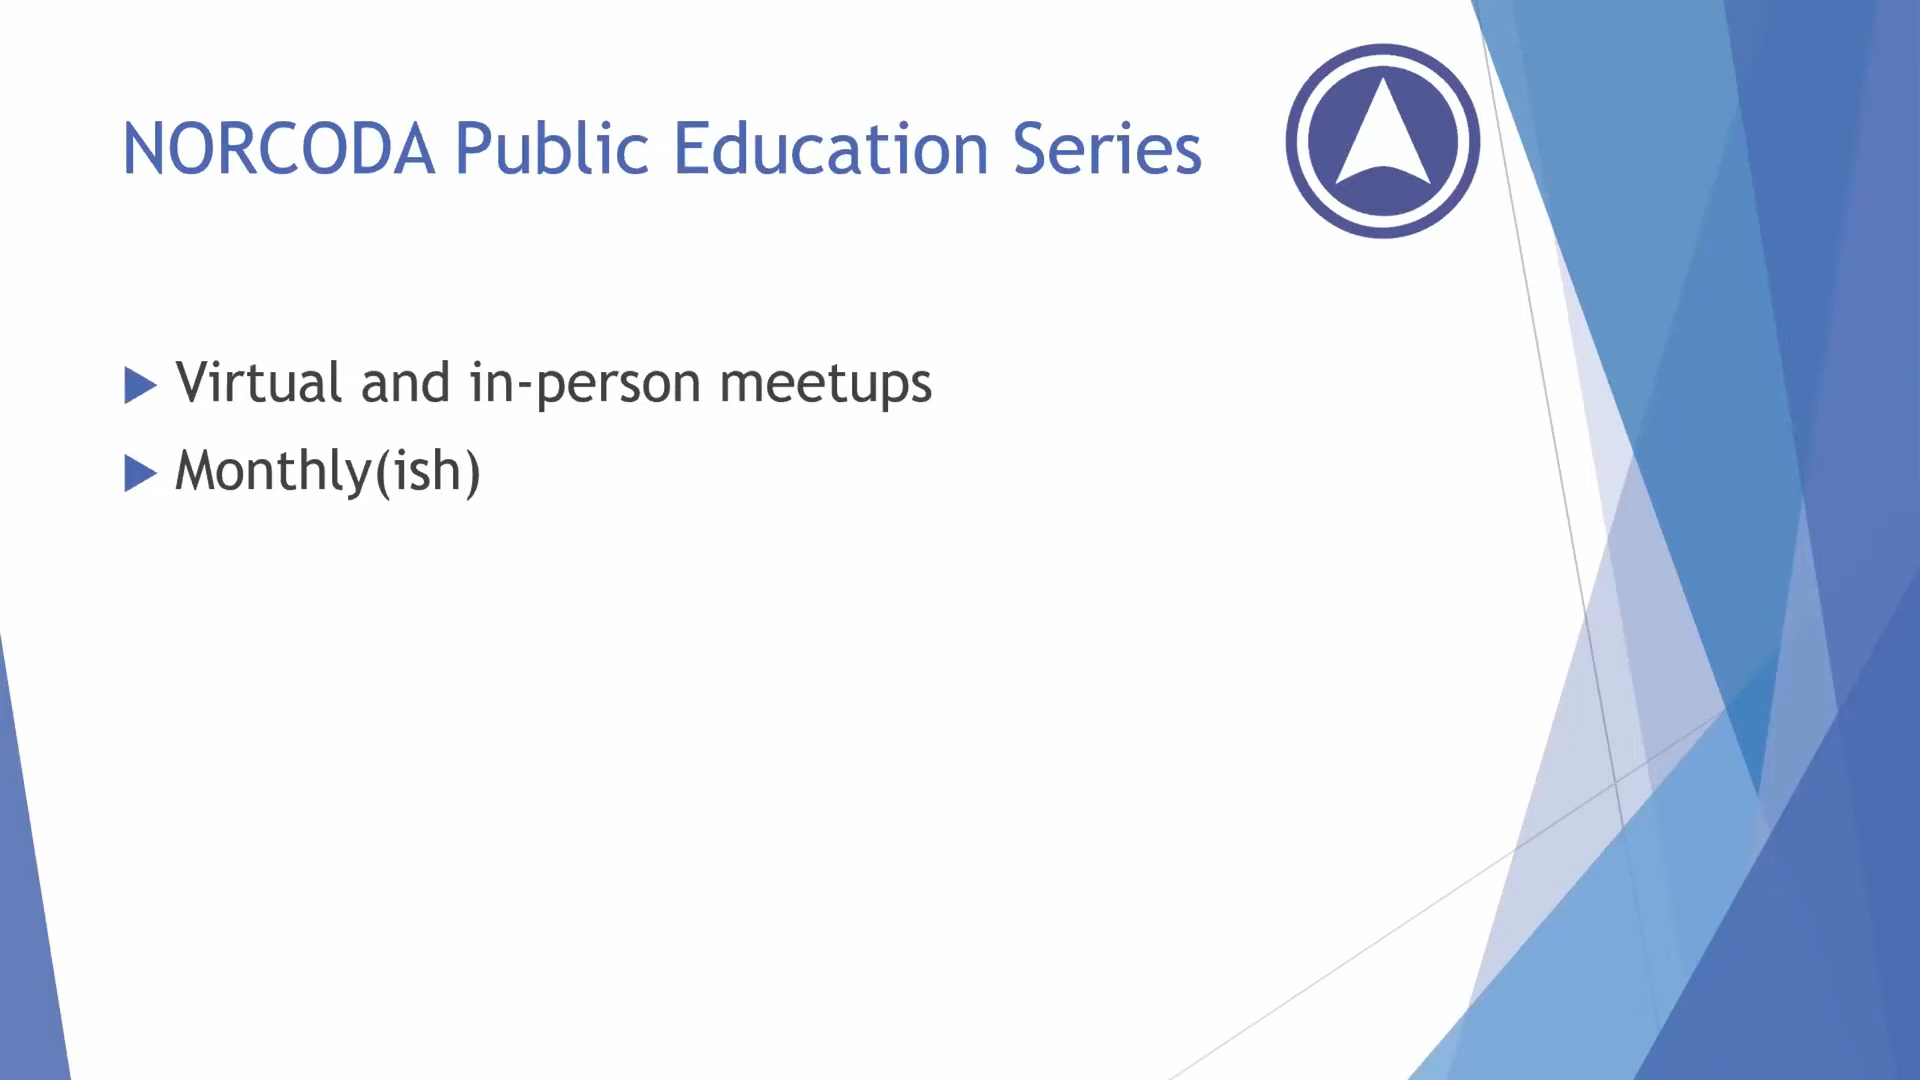 NORCODA Public Education Series
Virtual and in-person meetups
Monthly(ish)